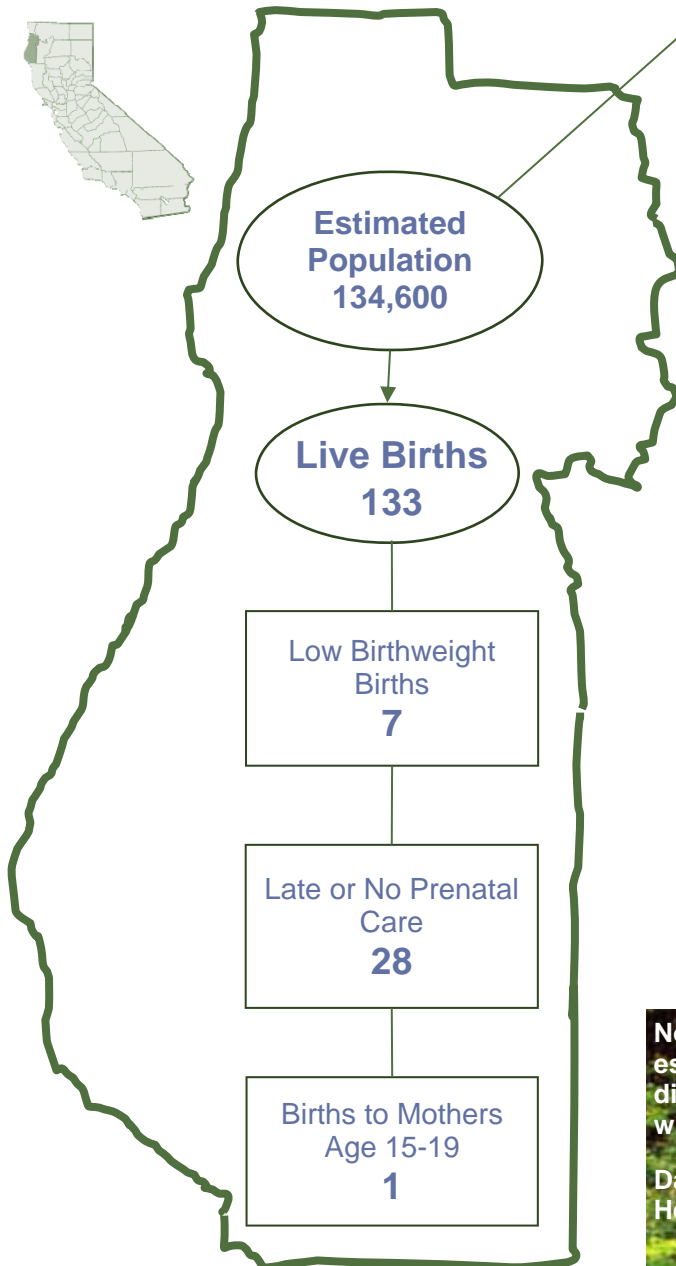 Estimated
Population
134,600
Live Births
133
Low Birthweight
Births
7
Late or No Prenatal
Care
28
Births to Mothers
Age 15-19
1